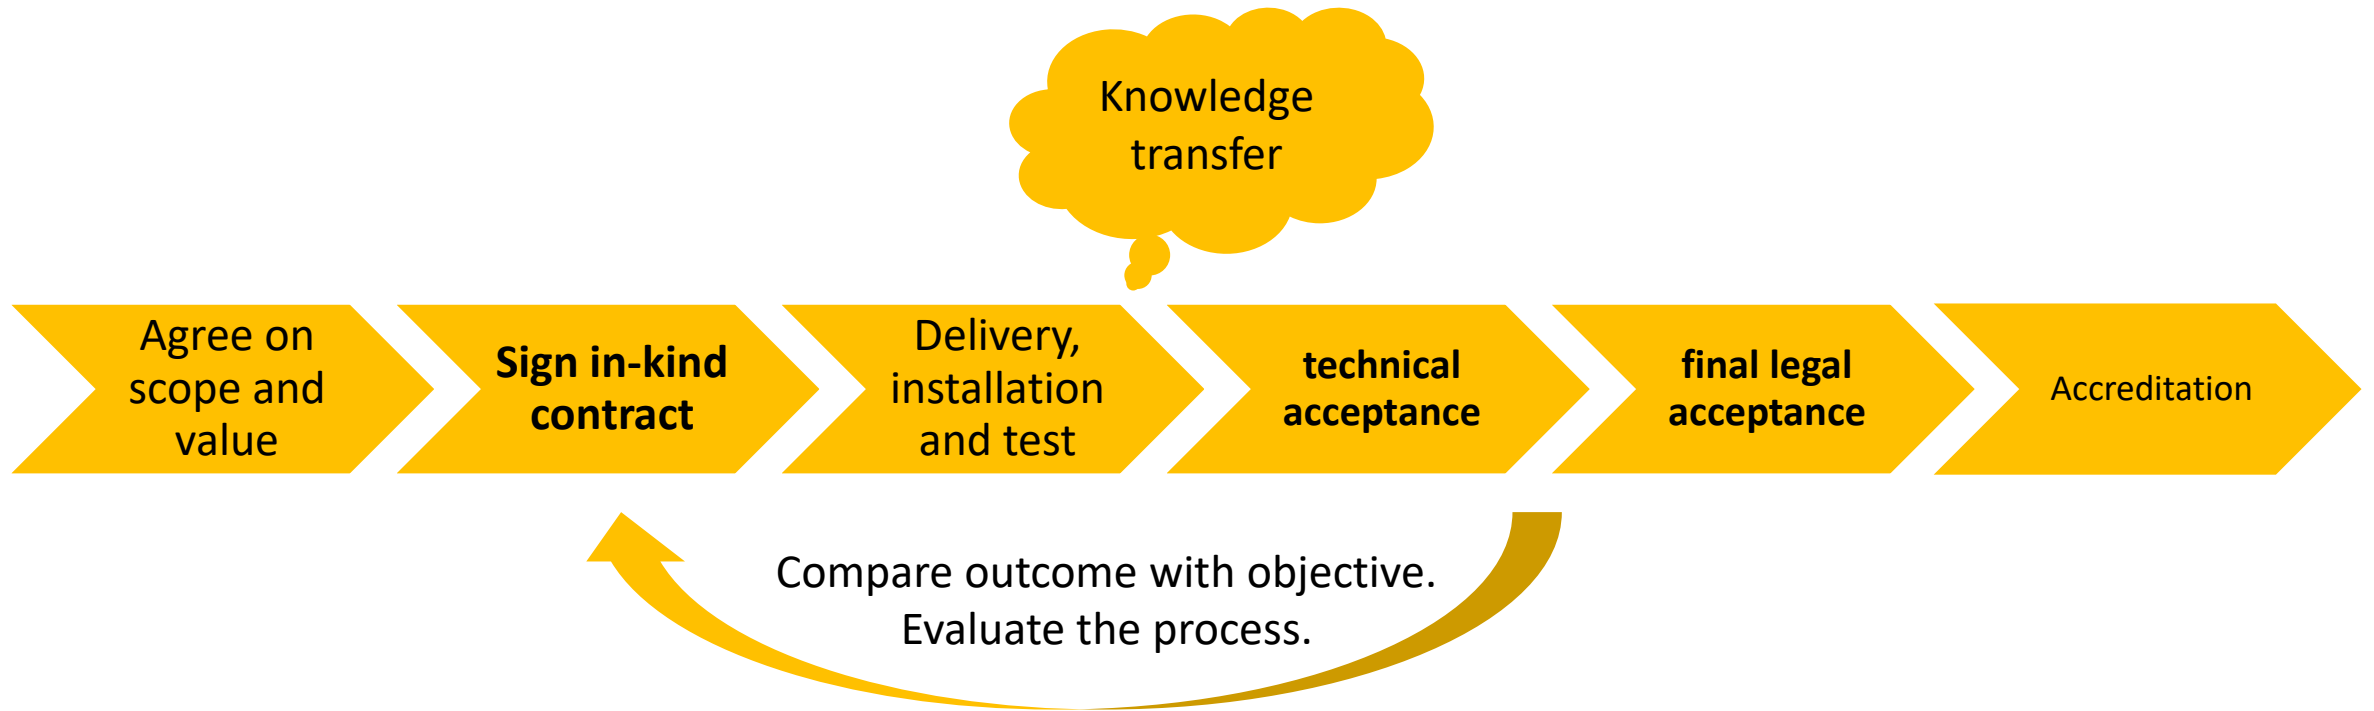 Knowledge
transfer
Agree on
scope and
value
Sign in-kind
contract
Delivery,
installation
and test
technical
acceptance
final legal
acceptance
Accreditation
Compare outcome with objective.
Evaluate the process.